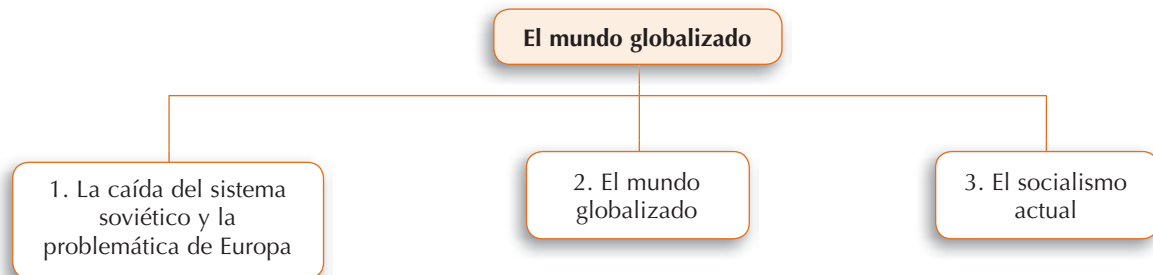 El mundo globalizado
1. La caída del sistema
soviético y la
problemática de Europa
2. El mundo
globalizado
3. El socialismo
actual